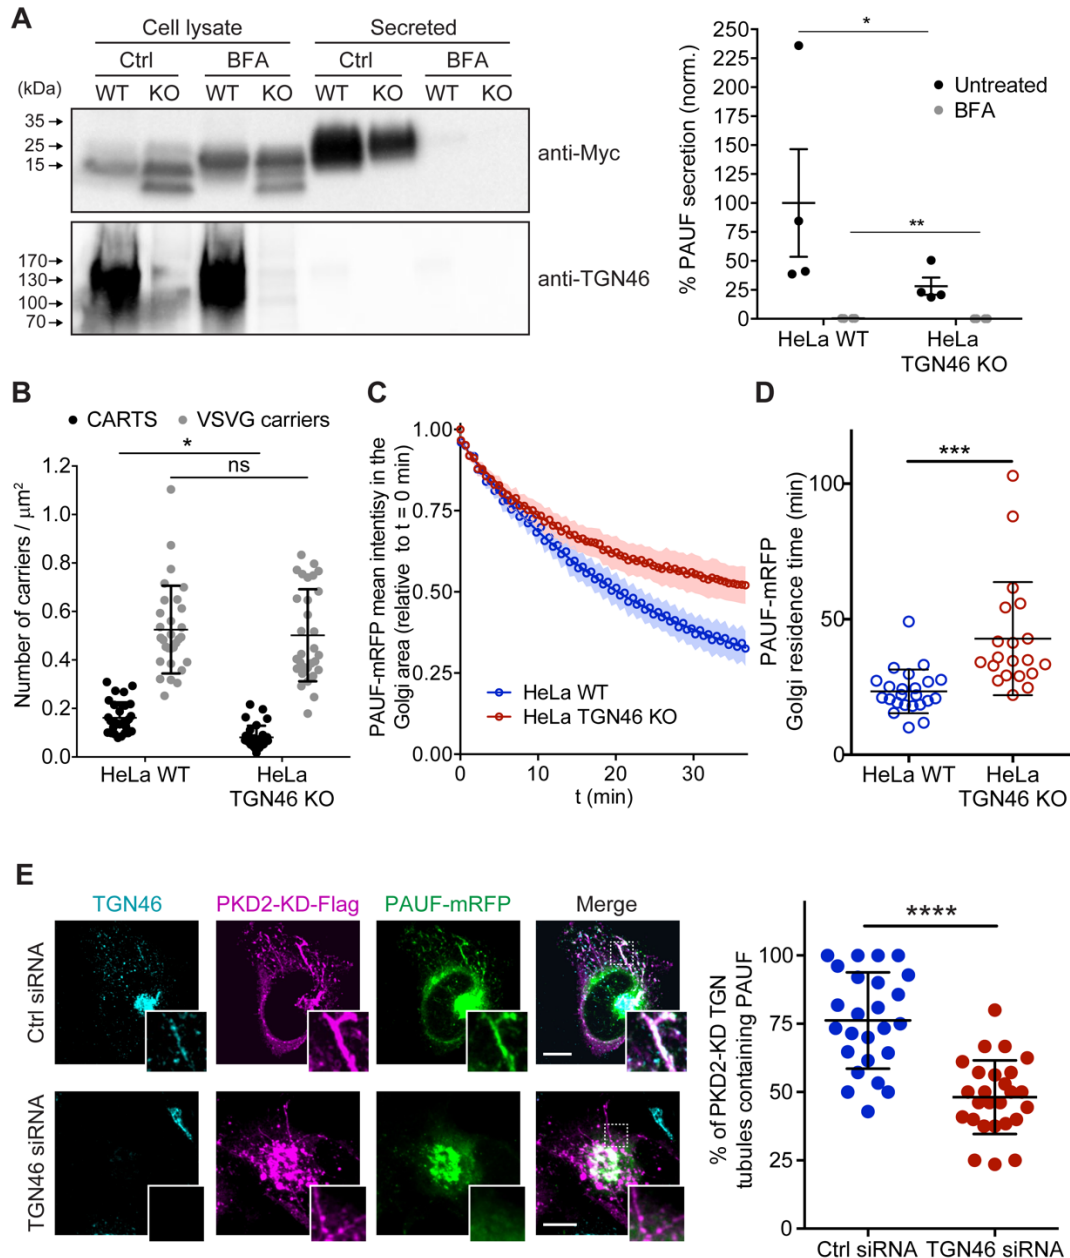 A
Cell lysate Secreted
Ctrl BFA Ctrl BFA
(kDa) WT KO WT KO WT KO WT KO
35
25
15
anti-Myc
170
130
100
70
anti-TGN46
% PAUF secretion (norm.)
250
225
200
175
150
125
100
75
50
25
0
*
**
Untreated
BFA
HeLa WT HeLa
TGN46 KO
B
CARTS VSVG carriers
*
ns
Number of carriers / μm²
1.2
1.0
0.8
0.6
0.4
0.2
0.0
HeLa WT HeLa
TGN46 KO
C
PAUF-mRFP mean intentisy in the
Golgi area (relative to t = 0 min)
1.00
0.75
0.50
0.25
0.00
HeLa WT
HeLa TGN46 KO
0 10 20 30
t (min)
D
PAUF-mRFP
Golgi residence time (min)
100
50
0
***
HeLa WT HeLa
TGN46 KO
E
TGN46 PKD2-KD-Flag PAUF-mRFP Merge
Ctrl siRNA
TGN46 siRNA
% of PKD2-KD TGN
tubules containing PAUF
100
75
50
25
0
****
Ctrl siRNA TGN46 siRNA